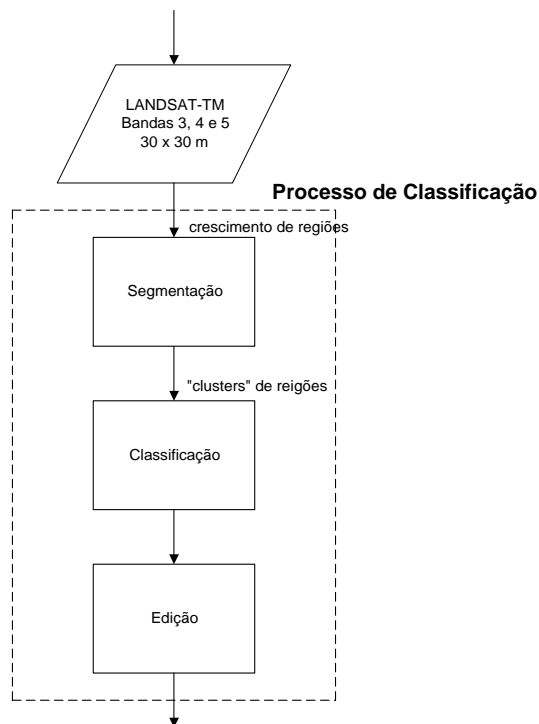 LANDSAT-TM
Bandas 3, 4 e 5
30 x 30 m
Processo de Classificação
crescimento de regiões
Segmentação
"clusters" de reigões
Classificação
Edição